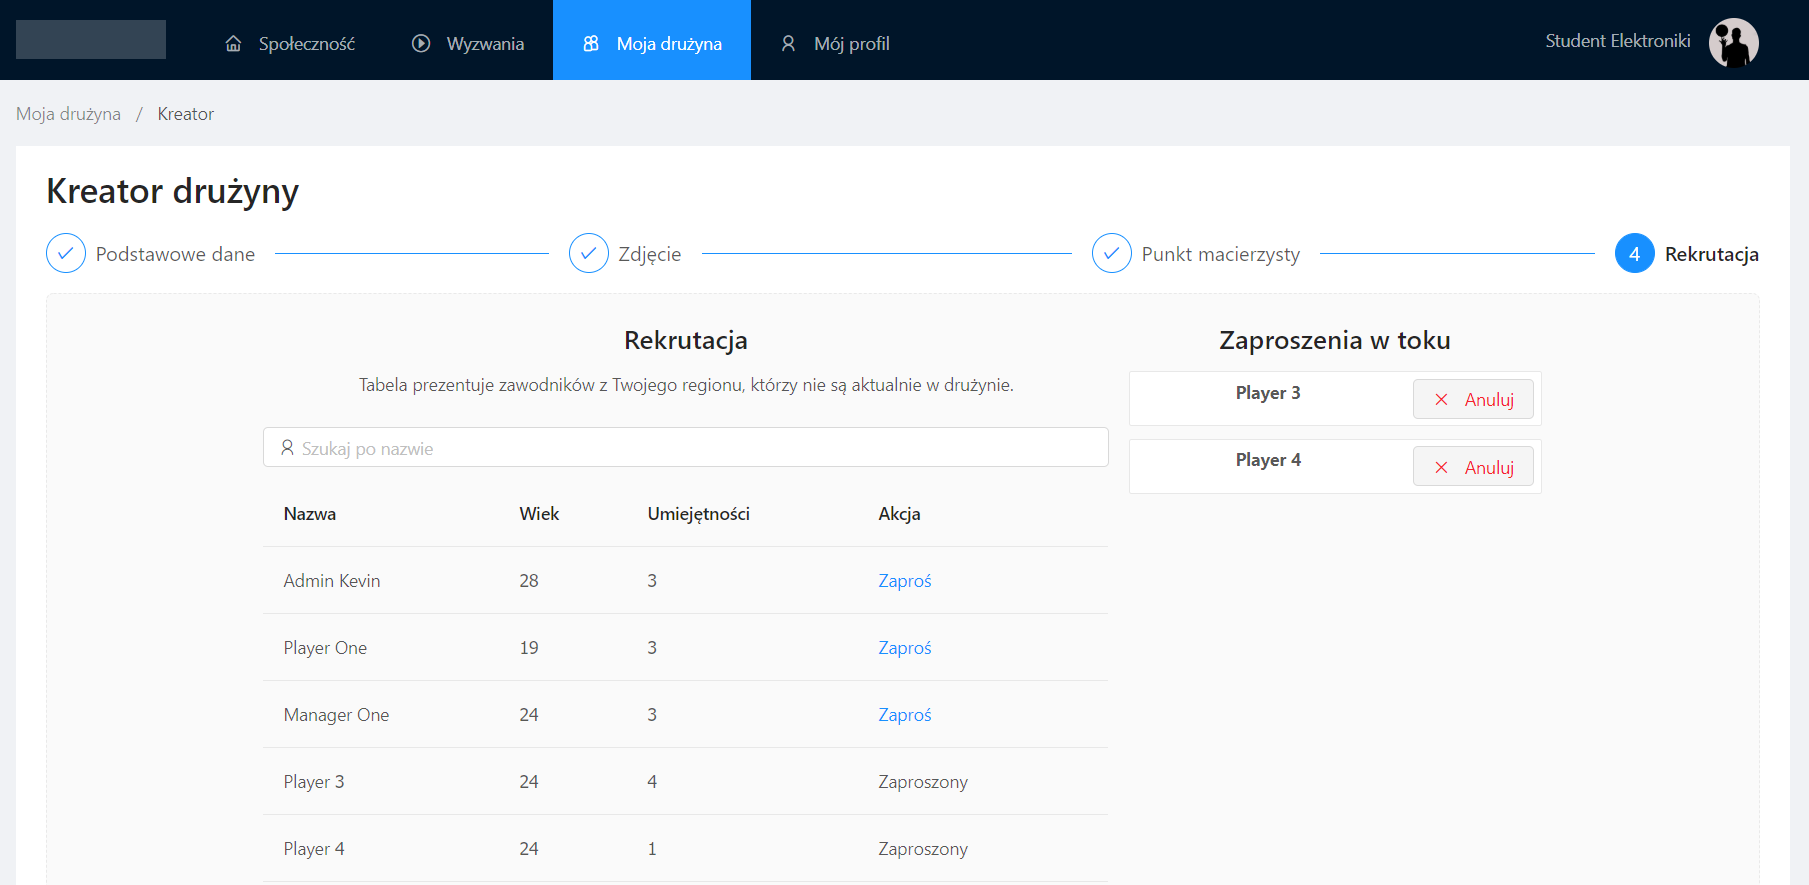 Społeczność
Wyzwania
Moja drużyna
Mój profil
Student Elektroniki
Moja drużyna / Kreator
Kreator drużyny
Podstawowe dane
Zdjęcie
Punkt macierzysty
4 Rekrutacja
Rekrutacja
Tabela prezentuje zawodników z Twojego regionu, którzy nie są aktualnie w drużynie.
Szukaj po nazwie
Nazwa Wiek Umiejętności Akcja
Admin Kevin 28 3 Zaproś
Player One 19 3 Zaproś
Manager One 24 3 Zaproś
Player 3 24 4 Zaproszony
Player 4 24 1 Zaproszony
Zaproszenia w toku
Player 3 Anuluj
Player 4 Anuluj